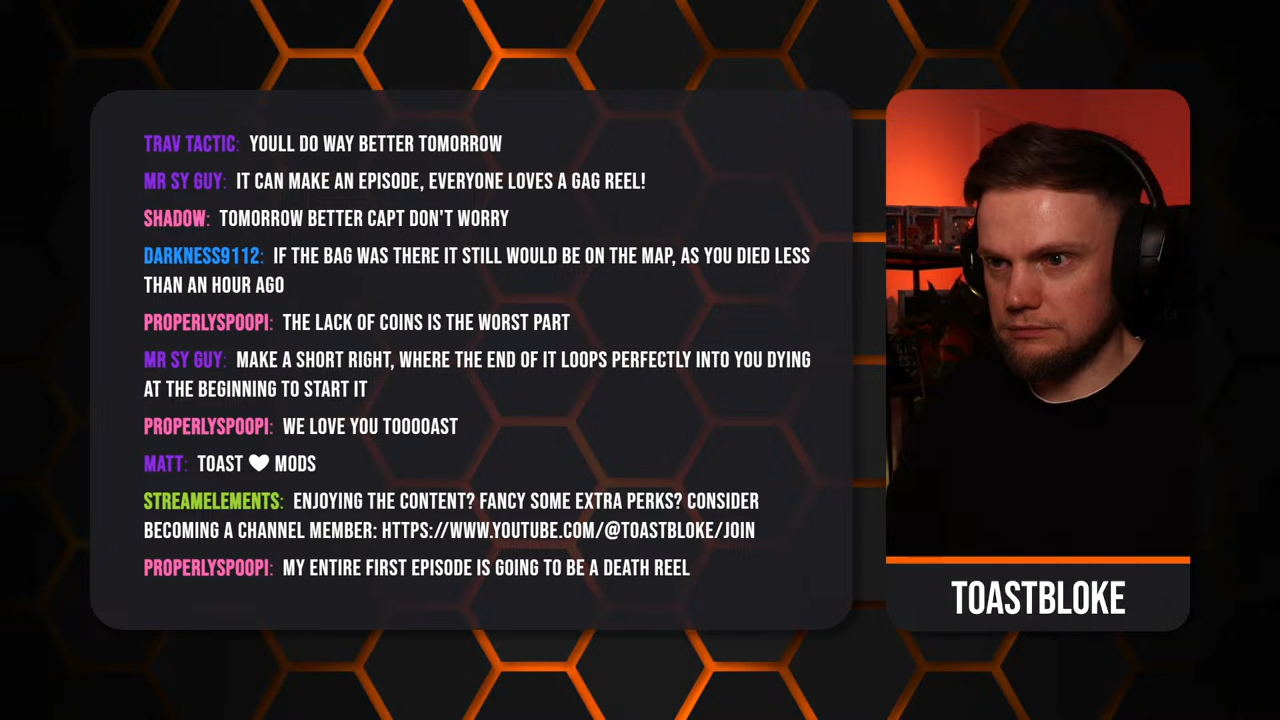 TRAV TACTIC: YOULL DO WAY BETTER TOMORROW
MR SY GUY: IT CAN MAKE AN EPISODE, EVERYONE LOVES A GAG REEL!
SHADOW: TOMORROW BETTER CAPT DON'T WORRY
DARKNESS9112: IF THE BAG WAS THERE IT STILL WOULD BE ON THE MAP, AS YOU DIED LESS
THAN AN HOUR AGO
PROPERLYSPOOPI: THE LACK OF COINS IS THE WORST PART
MR SY GUY: MAKE A SHORT RIGHT, WHERE THE END OF IT LOOPS PERFECTLY INTO YOU DYING
AT THE BEGINNING TO START IT
PROPERLYSPOOPI: WE LOVE YOU TOOOOAST
MATT: TOAST 🤍 MODS
STREAMELEMENTS: ENJOYING THE CONTENT? FANCY SOME EXTRA PERKS? CONSIDER
BECOMING A CHANNEL MEMBER: HTTPS://WWW.YOUTUBE.COM/@TOASTBLOKE/JOIN
PROPERLYSPOOPI: MY ENTIRE FIRST EPISODE IS GOING TO BE A DEATH REEL
TOASTBLOKE